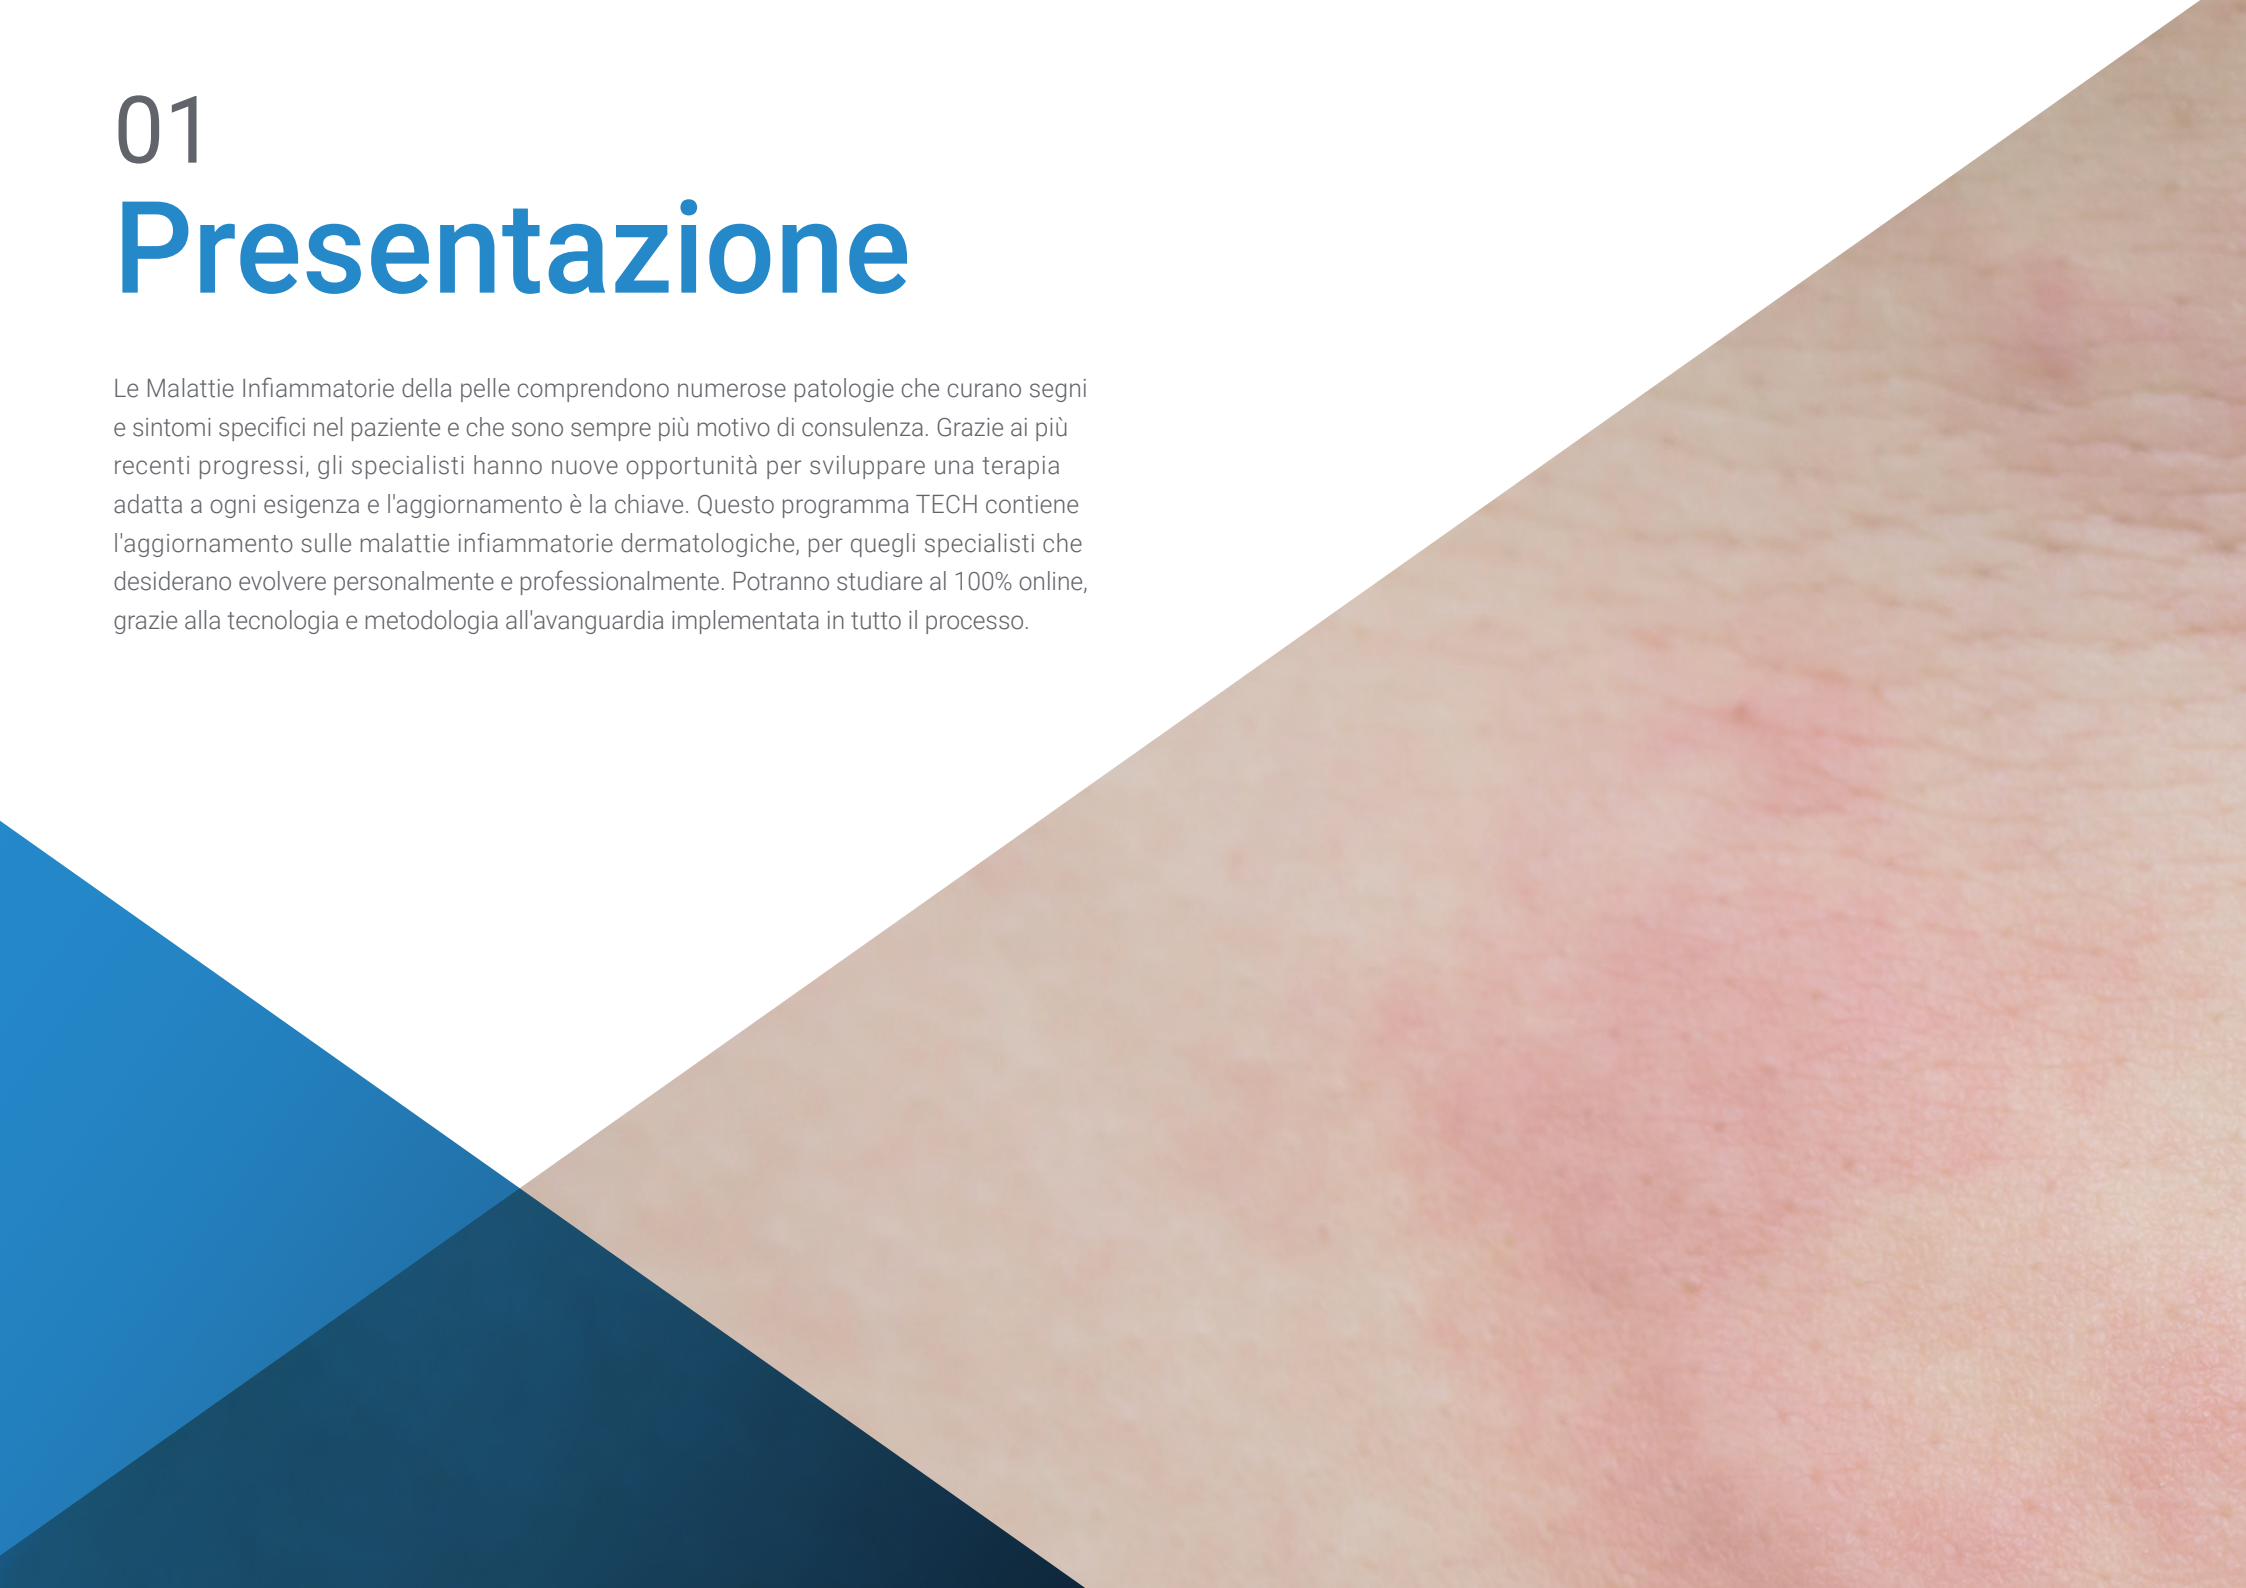 01
Presentazione
Le Malattie Infiammatorie della pelle comprendono numerose patologie che curano segni
e sintomi specifici nel paziente e che sono sempre più motivo di consulenza. Grazie ai più
recenti progressi, gli specialisti hanno nuove opportunità per sviluppare una terapia
adatta a ogni esigenza e l'aggiornamento è la chiave. Questo programma TECH contiene
l'aggiornamento sulle malattie infiammatorie dermatologiche, per quegli specialisti che
desiderano evolvere personalmente e professionalmente. Potranno studiare al 100% online,
grazie alla tecnologia e metodologia all'avanguardia implementata in tutto il processo.